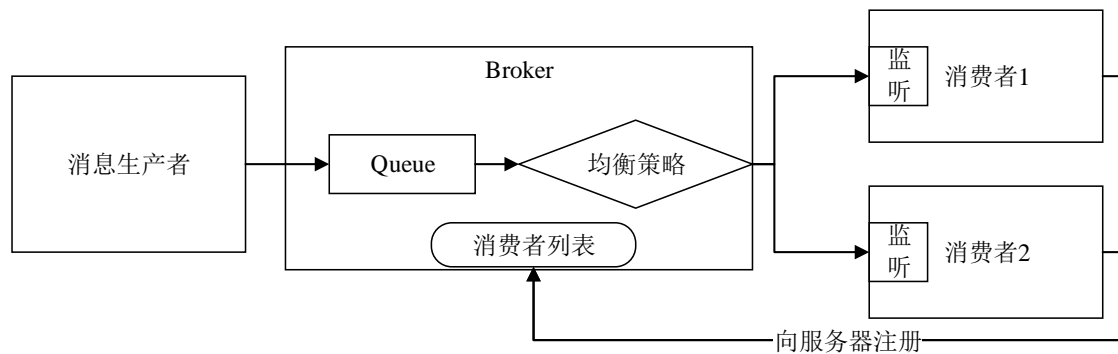 Broker
消息生产者
Queue
均衡策略
消费者列表
监
听
消费者1
监
听
消费者2
向服务器注册